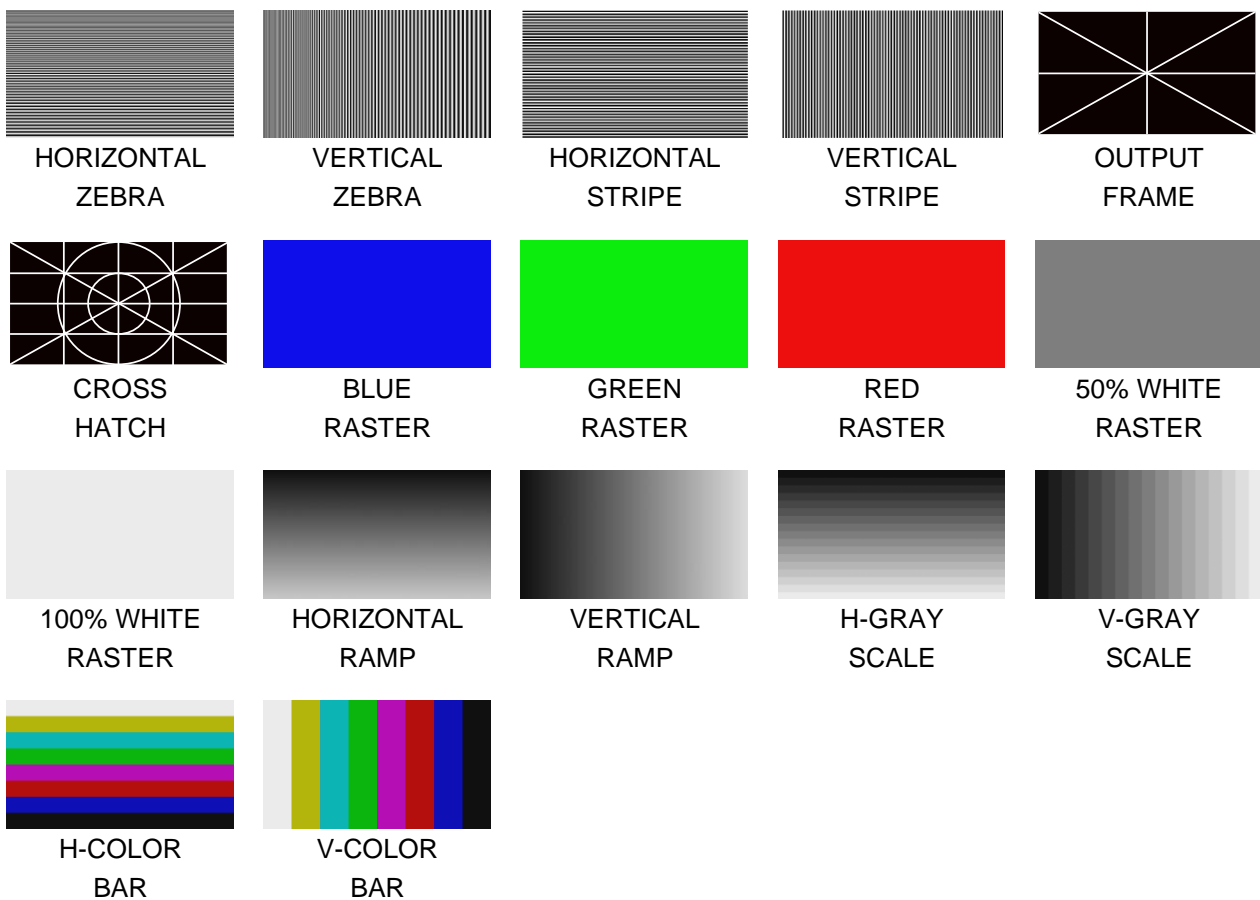 HORIZONTAL
ZEBRA
VERTICAL
ZEBRA
HORIZONTAL
STRIPE
VERTICAL
STRIPE
OUTPUT
FRAME
CROSS
HATCH
BLUE
RASTER
GREEN
RASTER
RED
RASTER
50% WHITE
RASTER
100% WHITE
RASTER
HORIZONTAL
RAMP
VERTICAL
RAMP
H-GRAY
SCALE
V-GRAY
SCALE
H-COLOR
BAR
V-COLOR
BAR